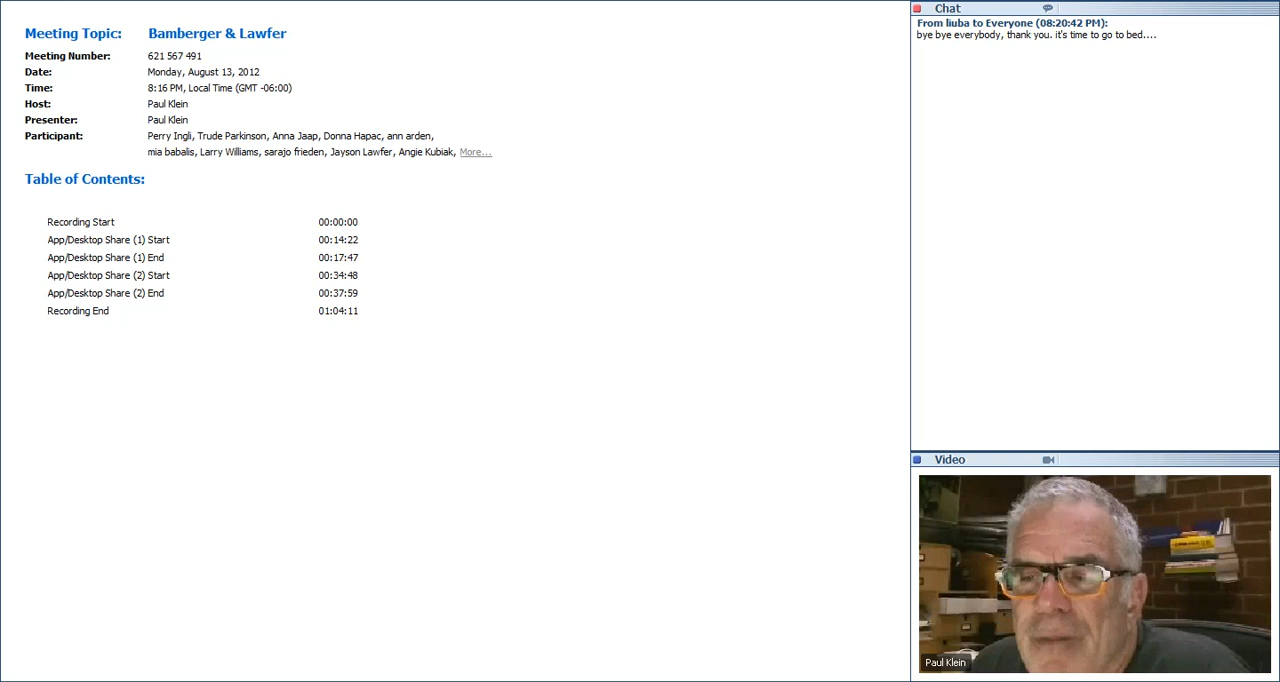 Meeting Topic: Bamberger & Lawfer
Meeting Number: 621 567 491
Date: Monday, August 13, 2012
Time: 8:16 PM, Local Time (GMT -06:00)
Host: Paul Klein
Presenter: Paul Klein
Participant: Perry Ingli, Trude Parkinson, Anna Jaap, Donna Hapac, ann arden,
mia babalis, Larry Williams, sarajo frieden, Jayson Lawfer, Angie Kubiak, More...
Table of Contents:
Recording Start 00:00:00
App/Desktop Share (1) Start 00:14:22
App/Desktop Share (1) End 00:17:47
App/Desktop Share (2) Start 00:34:48
App/Desktop Share (2) End 00:37:59
Recording End 01:04:11
Chat
From liuba to Everyone (08:20:42 PM):
bye bye everybody, thank you. it's time to go to bed....
Video
Paul Klein